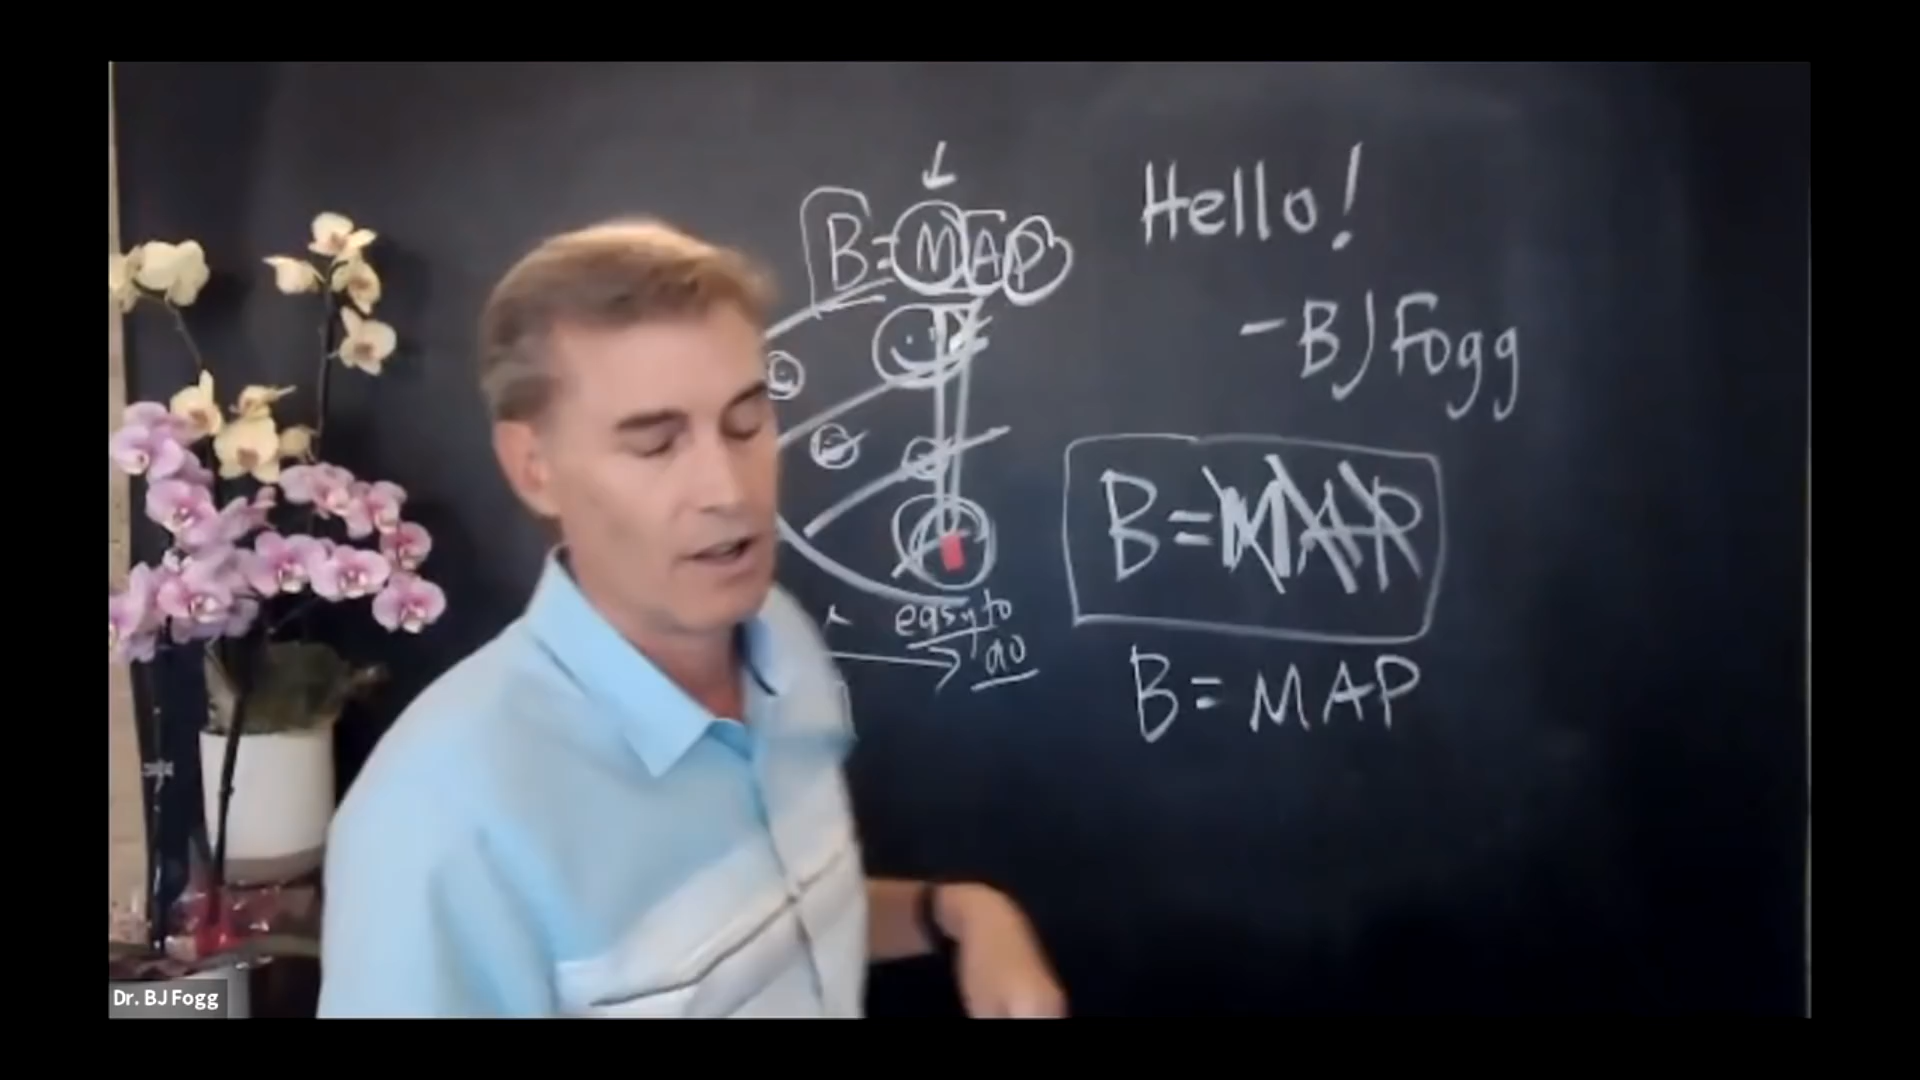 B=MAP
easy to
do
Hello!
-BJ Fogg
B=MAP
B=MAP
Dr. BJ Fogg